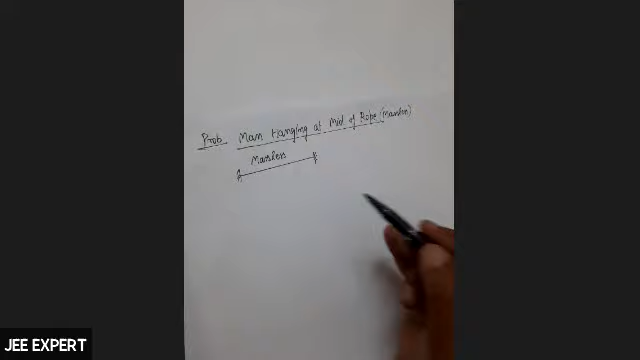 Prob. Man Hanging at Mid of Rope (Massless)
Massless
JEE EXPERT